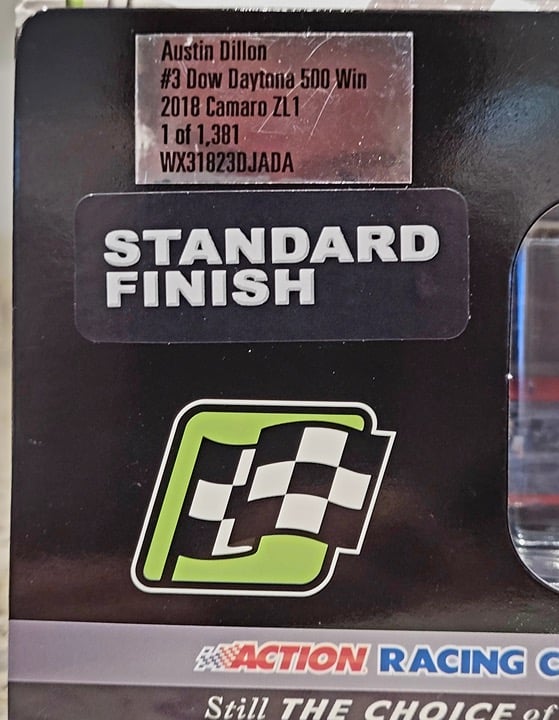 Austin Dillon
#3 Dow Daytona 500 Win
2018 Camaro ZL1
1 of 1,381
WX31823DJADA
STANDARD
FINISH
ACTION RACING C
Still THE CHOICE of